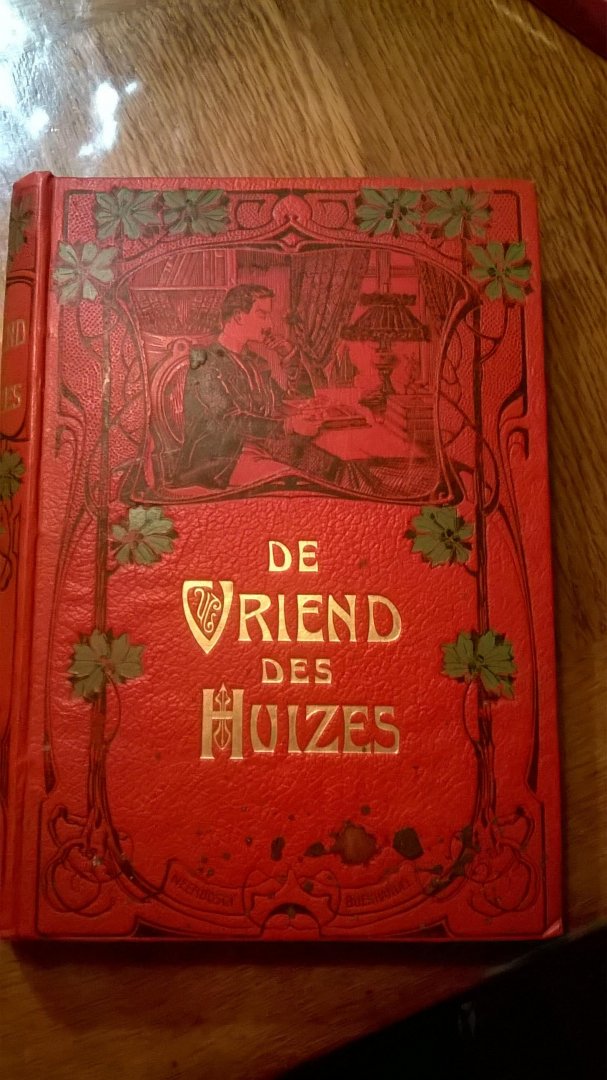 DE
VRIEND
DES
HUIZES